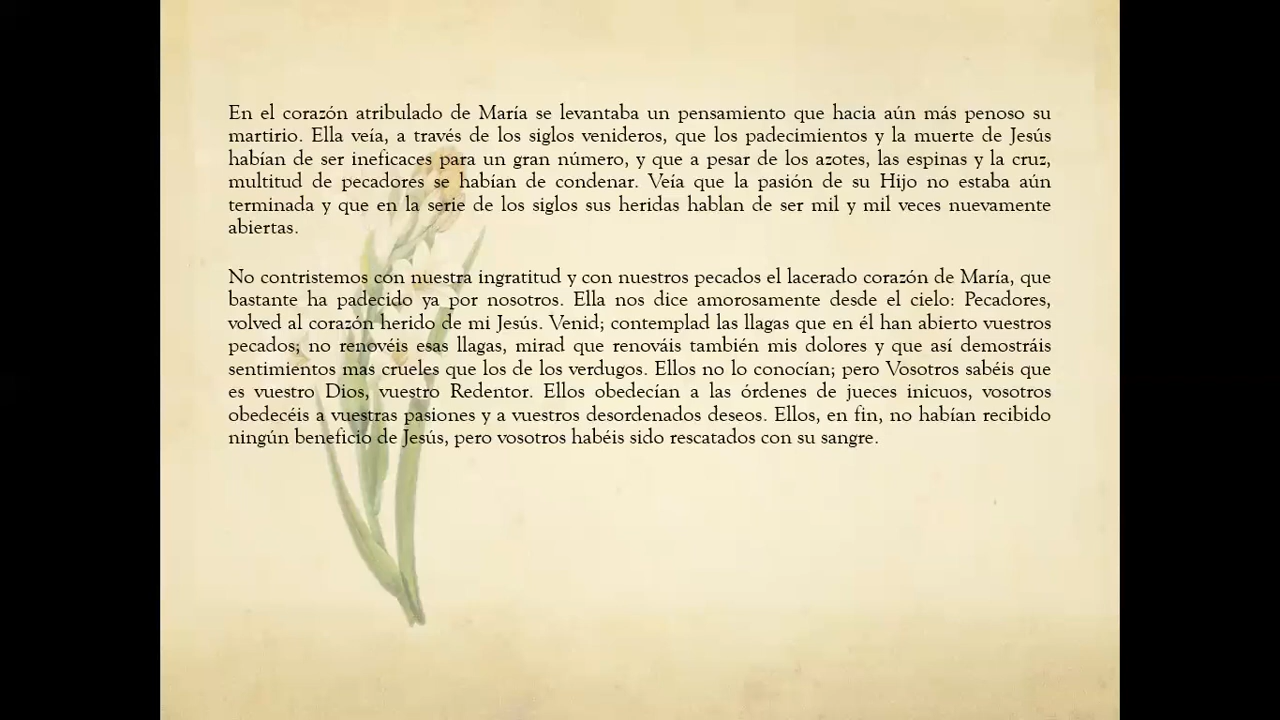 En el corazón atribulado de María se levantaba un pensamiento que hacia aún más penoso su
martirio. Ella veía, a través de los siglos venideros, que los padecimientos y la muerte de Jesús
habían de ser ineficaces para un gran número, y que a pesar de los azotes, las espinas y la cruz,
multitud de pecadores se habían de condenar. Veía que la pasión de su Hijo no estaba aún
terminada y que en la serie de los siglos sus heridas hablan de ser mil y mil veces nuevamente
abiertas.
No contristemos con nuestra ingratitud y con nuestros pecados el lacerado corazón de María, que
bastante ha padecido ya por nosotros. Ella nos dice amorosamente desde el cielo: Pecadores,
volved al corazón herido de mi Jesús. Venid; contemplad las llagas que en él han abierto vuestros
pecados; no renovéis esas llagas, mirad que renováis también mis dolores y que así demostráis
sentimientos mas crueles que los de los verdugos. Ellos no lo conocían; pero Vosotros sabéis que
es vuestro Dios, vuestro Redentor. Ellos obedecían a las órdenes de jueces inicuos, vosotros
obedecéis a vuestras pasiones y a vuestros desordenados deseos. Ellos, en fin, no habían recibido
ningún beneficio de Jesús, pero vosotros habéis sido rescatados con su sangre.